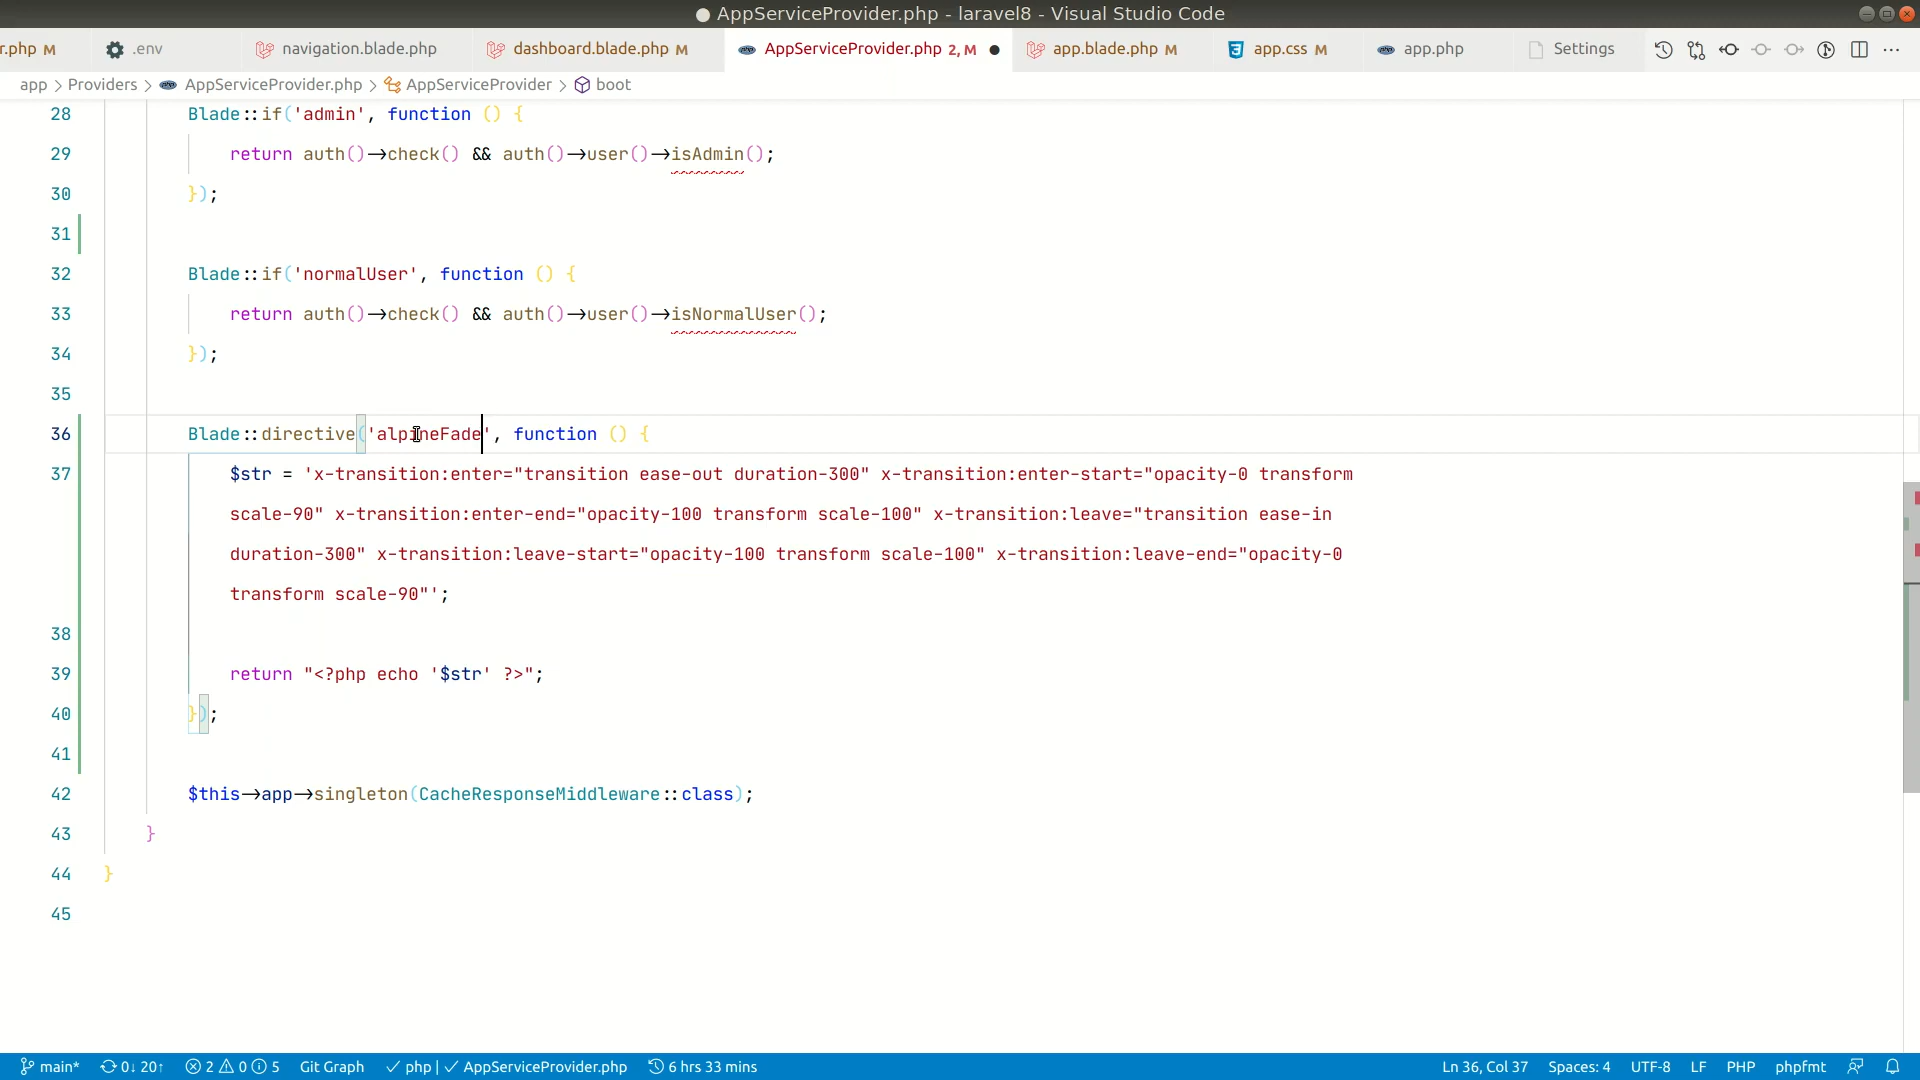 AppServiceProvider.php - laravel8 - Visual Studio Code
r.php M .env navigation.blade.php dashboard.blade.php M AppServiceProvider.php 2, M app.blade.php M app.css M app.php Settings
app > Providers > AppServiceProvider.php > AppServiceProvider > boot
28 Blade::if('admin', function () {
29 return auth()->check() && auth()->user()->isAdmin();
30 });
31
32 Blade::if('normalUser', function () {
33 return auth()->check() && auth()->user()->isNormalUser();
34 });
35
36 Blade::directive('alpineFade', function () {
37 $str = 'x-transition:enter="transition ease-out duration-300" x-transition:enter-start="opacity-0 transform
scale-90" x-transition:enter-end="opacity-100 transform scale-100" x-transition:leave="transition ease-in
duration-300" x-transition:leave-start="opacity-100 transform scale-100" x-transition:leave-end="opacity-0
transform scale-90"';
38
39 return "<?php echo '$str' ?>";
40 });
41
42 $this->app->singleton(CacheResponseMiddleware::class);
43 }
44 }
45
main* 0↓ 20↑ 2 0 5 Git Graph ✓ php | ✓ AppServiceProvider.php 6 hrs 33 mins Ln 36, Col 37 Spaces: 4 UTF-8 LF PHP phpfmt